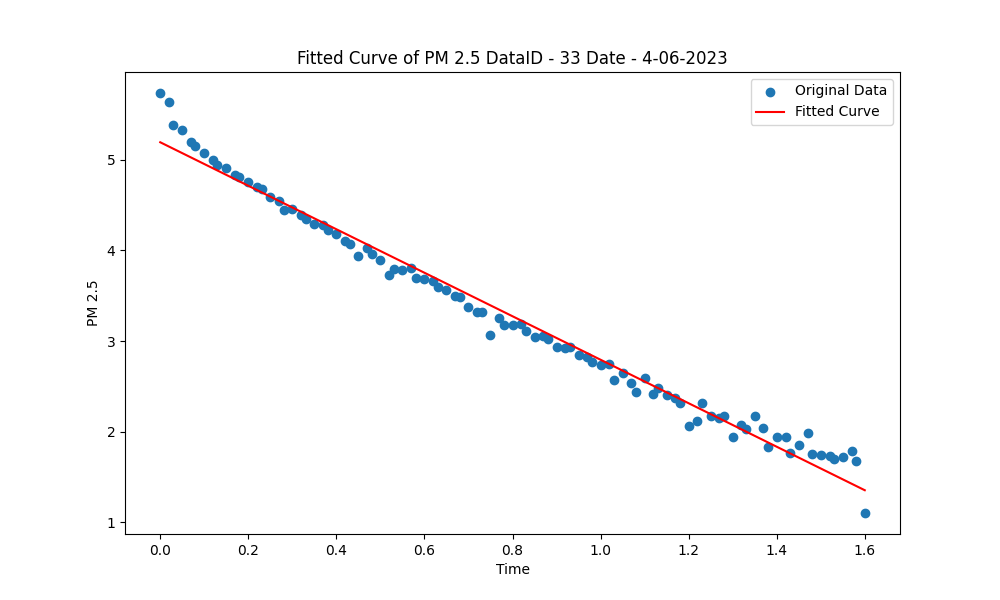 Fitted Curve of PM 2.5 DataID - 33 Date - 4-06-2023
Original Data
Fitted Curve
PM 2.5
5
4
3
2
1
0.0 0.2 0.4 0.6 0.8 1.0 1.2 1.4 1.6
Time